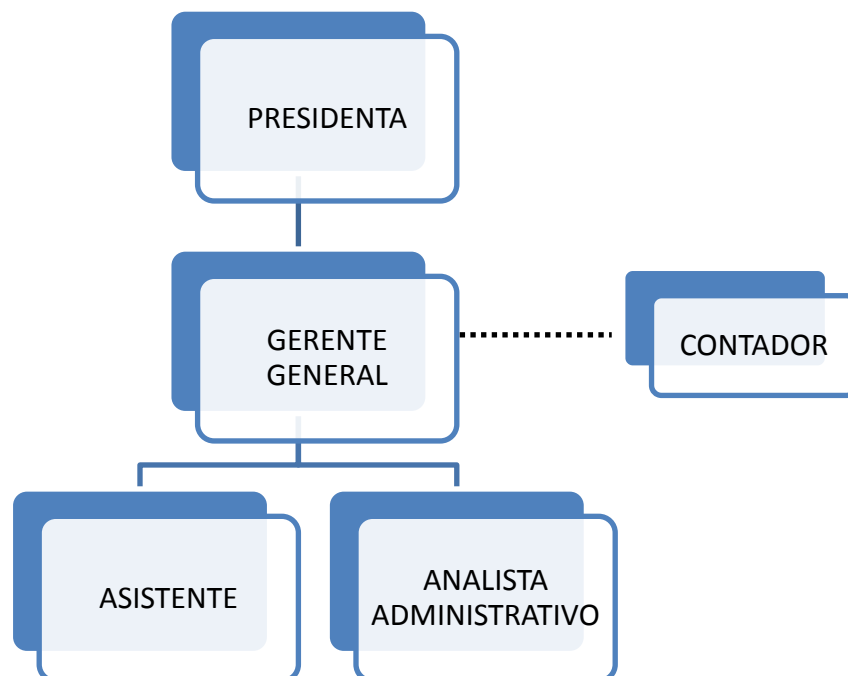 PRESIDENTA
GERENTE
GENERAL
CONTADOR
ASISTENTE
ANALISTA
ADMINISTRATIVO